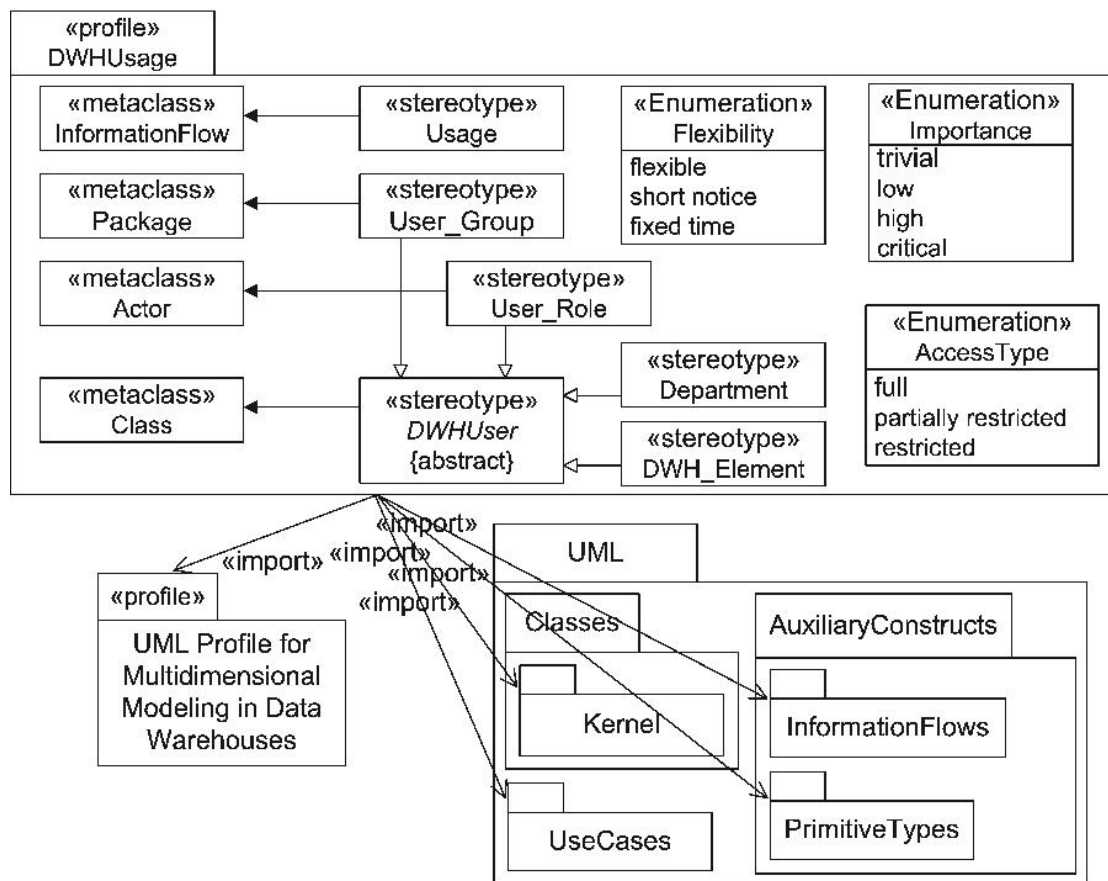 «profile»
DWHUsage
«metaclass»
InformationFlow
«stereotype»
Usage
«Enumeration»
Flexibility
flexible
short notice
fixed time
«Enumeration»
Importance
trivial
low
high
critical
«metaclass»
Package
«stereotype»
User_Group
«metaclass»
Actor
«stereotype»
User_Role
«Enumeration»
AccessType
full
partially restricted
restricted
«metaclass»
Class
«stereotype»
DWHUser
{abstract}
«stereotype»
Department
«stereotype»
DWH_Element
«import»
«import»
«import»
«import»
«import»
«profile»
UML Profile for
Multidimensional
Modeling in Data
Warehouses
UML
Classes
Kernel
UseCases
AuxiliaryConstructs
InformationFlows
PrimitiveTypes